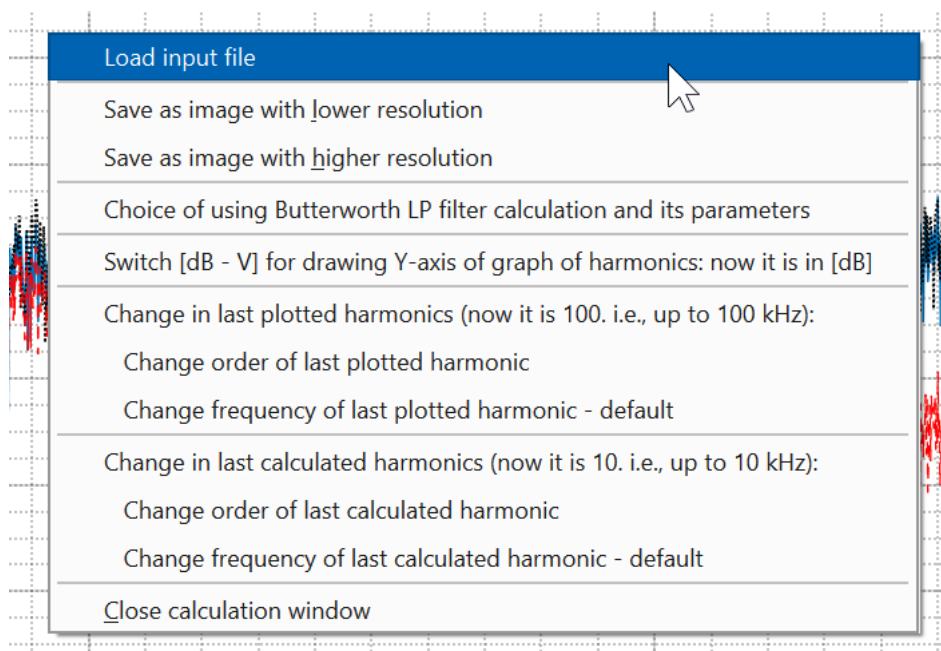 Load input file
Save as image with lower resolution
Save as image with higher resolution
Choice of using Butterworth LP filter calculation and its parameters
Switch [dB - V] for drawing Y-axis of graph of harmonics: now it is in [dB]
Change in last plotted harmonics (now it is 100. i.e., up to 100 kHz):
Change order of last plotted harmonic
Change frequency of last plotted harmonic - default
Change in last calculated harmonics (now it is 10. i.e., up to 10 kHz):
Change order of last calculated harmonic
Change frequency of last calculated harmonic - default
Close calculation window